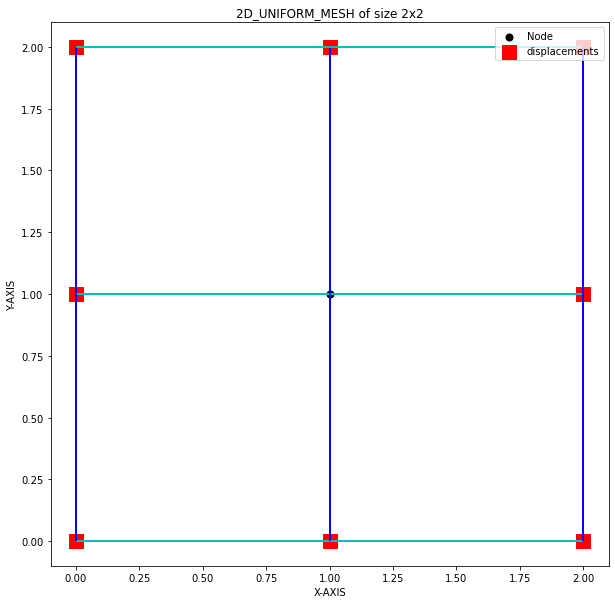 2D_UNIFORM_MESH of size 2x2
Node
displacements
2.00
1.75
1.50
1.25
1.00
0.75
0.50
0.25
0.00
Y-AXIS
0.00 0.25 0.50 0.75 1.00 1.25 1.50 1.75 2.00
X-AXIS